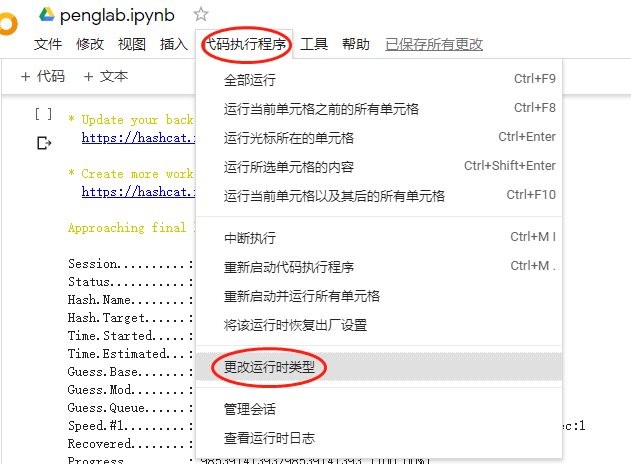 penglab.ipynb
文件 修改 视图 插入 代码执行程序 工具 帮助 已保存所有更改
+ 代码 + 文本
全部运行 Ctrl+F9
[ ] * Update your back
运行当前单元格之前的所有单元格 Ctrl+F8
https://hashcat.
运行光标所在的单元格 Ctrl+Enter
* Create more work
运行所选单元格的内容 Ctrl+Shift+Enter
https://hashcat.
运行当前单元格以及其后的所有单元格 Ctrl+F10
Approaching final
中断执行 Ctrl+M I
Session..........:
重新启动代码执行程序 Ctrl+M .
Status...........:
重新启动并运行所有单元格
Hash.Name........:
Hash.Target......:
将该运行时恢复出厂设置
Time.Started.....:
Time.Estimated...:
更改运行时类型
Guess.Base.......:
Guess.Mod........:
Guess.Queue......:
管理会话
Speed.#1.........: ec:1
查看运行时日志
Recovered........:
Progress